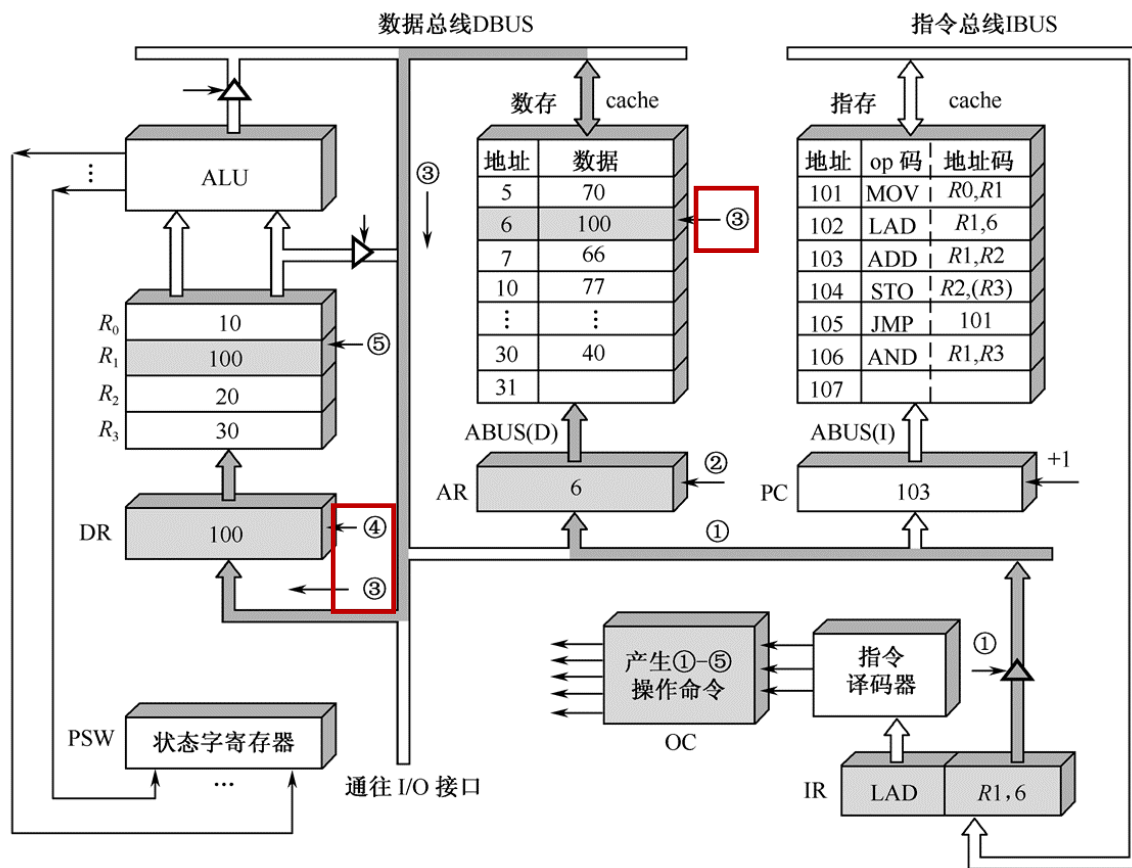 数据总线DBUS
指令总线IBUS
数存 cache
指存 cache
ALU
⋮
③
地址 数据
5 70
6 100
7 66
10 77
⋮ ⋮
30 40
31
③
地址 op 码 地址码
101 MOV R0,R1
102 LAD R1,6
103 ADD R1,R2
104 STO R2,(R3)
105 JMP 101
106 AND R1,R3
107
R0 10
R1 100
⑤
R2 20
R3 30
ABUS(D)
ABUS(I)
AR 6
②
PC 103
+1
DR 100
④
③
①
产生①-⑤
操作命令
OC
指令
译码器
①
PSW 状态字寄存器
...
通往 I/O 接口
IR LAD R1,6